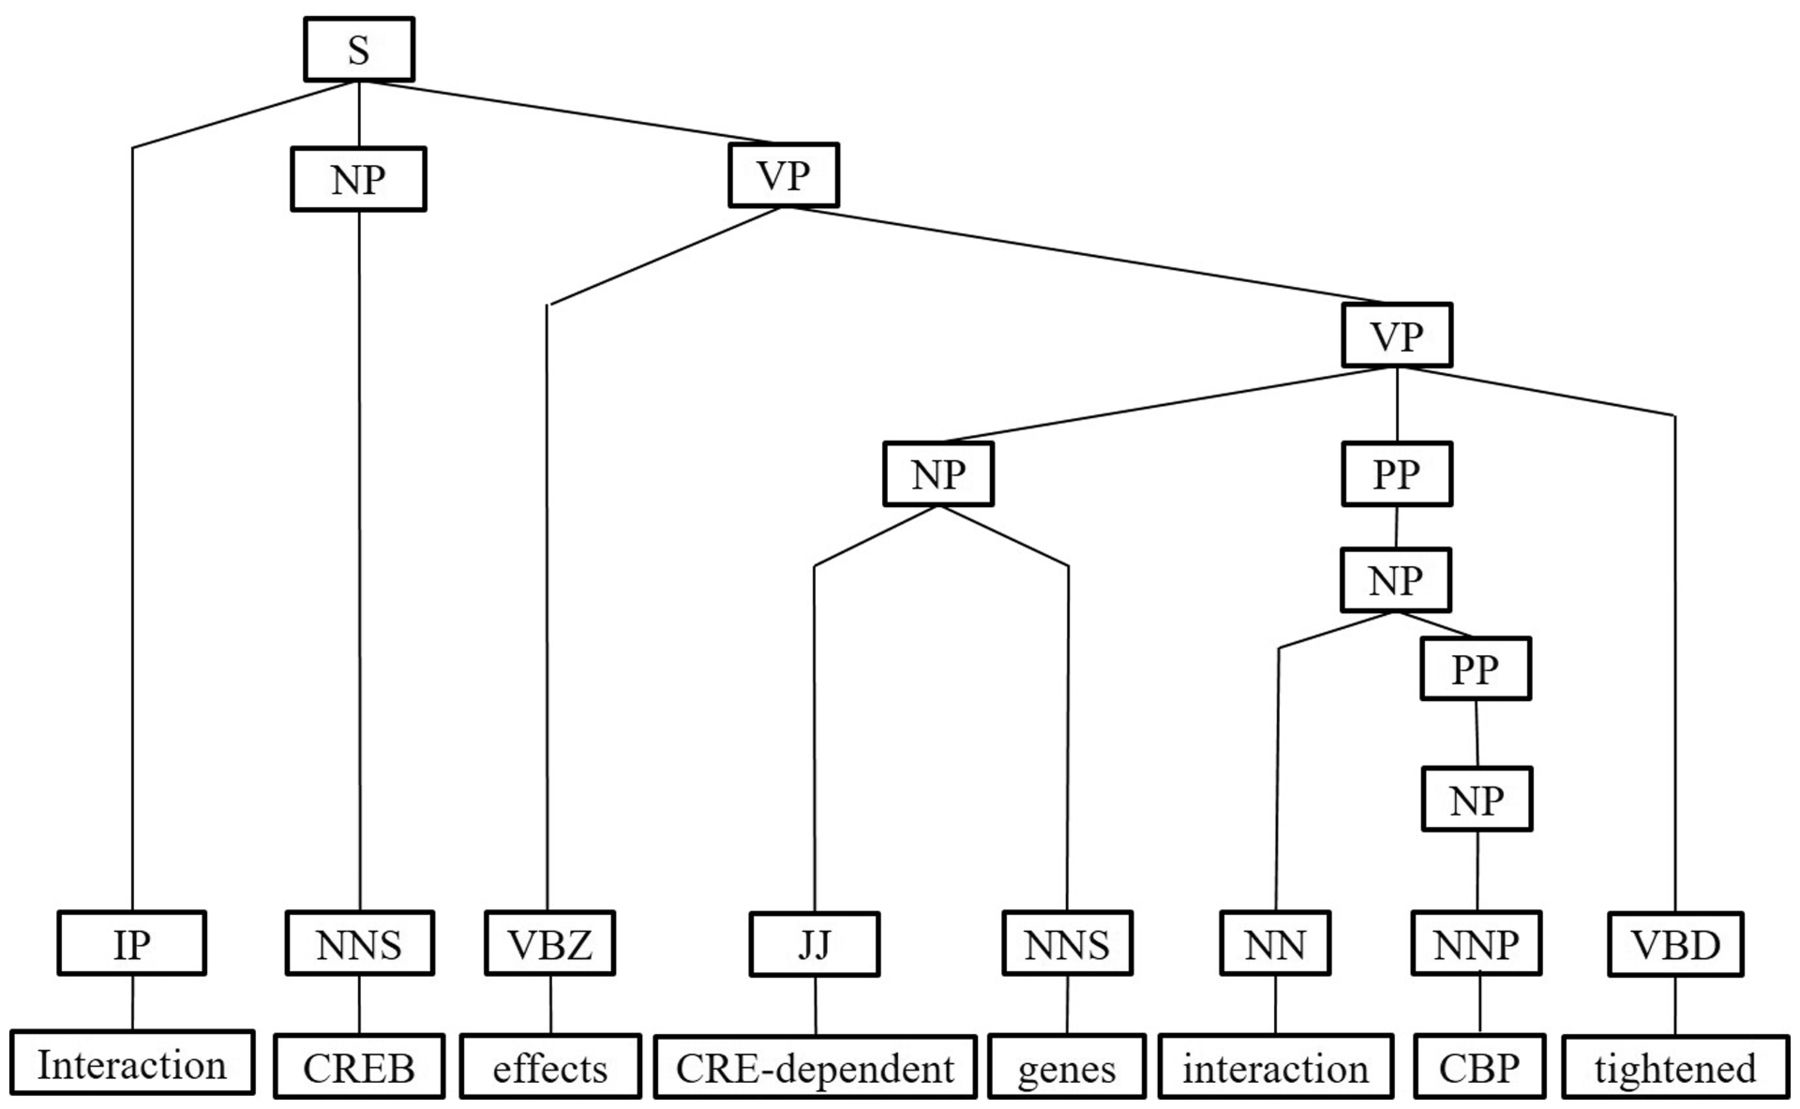 S
NP
VP
VP
NP
PP
NP
PP
NP
IP
NNS
VBZ
JJ
NNS
NN
NNP
VBD
Interaction
CREB
effects
CRE-dependent
genes
interaction
CBP
tightened